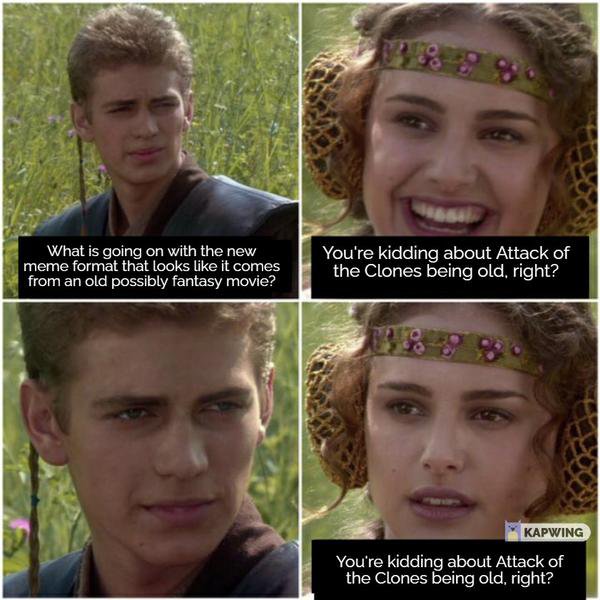 What is going on with the new
meme format that looks like it comes
from an old possibly fantasy movie?
You're kidding about Attack of
the Clones being old, right?
You're kidding about Attack of
the Clones being old, right?
KAPWING